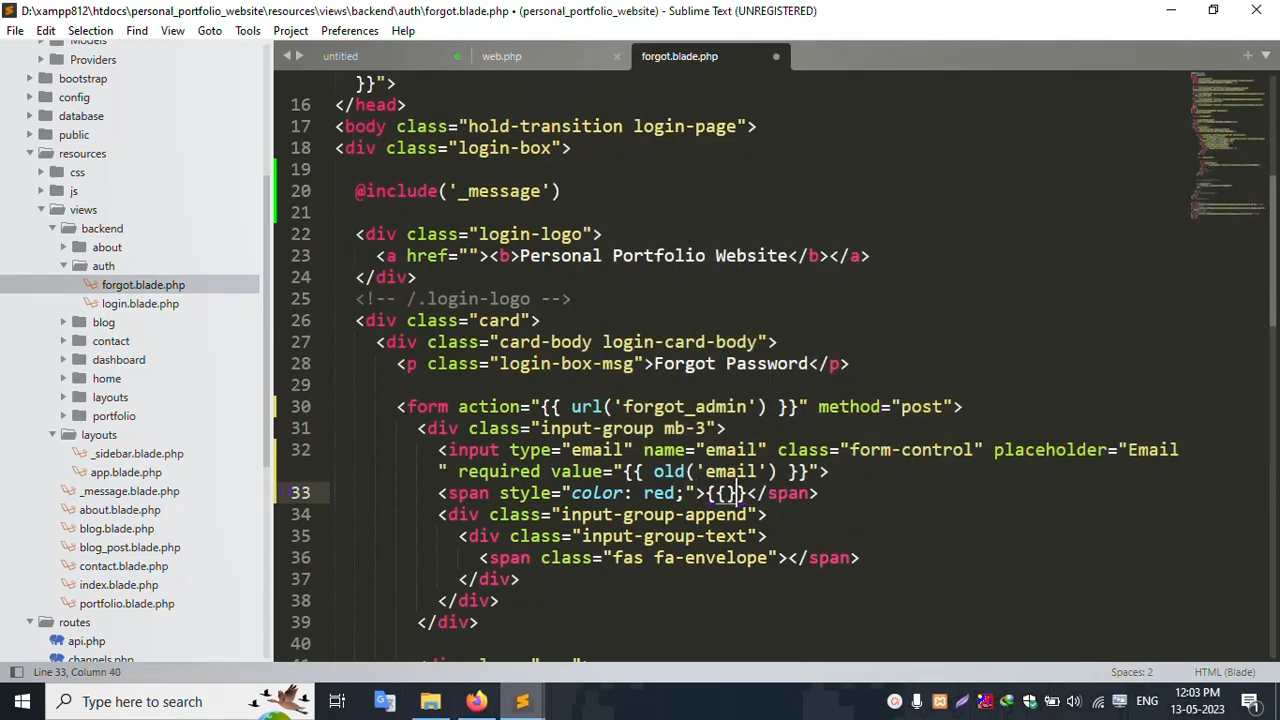 D:\xampp812\htdocs\personal_portfolio_website\resources\views\backend\auth\forgot.blade.php • (personal_portfolio_website) - Sublime Text (UNREGISTERED)
File Edit Selection Find View Goto Tools Project Preferences Help
untitled web.php forgot.blade.php
Models
Providers
bootstrap
config
database
public
resources
css
js
views
backend
about
auth
forgot.blade.php
login.blade.php
blog
contact
dashboard
home
layouts
portfolio
layouts
_sidebar.blade.php
app.blade.php
_message.blade.php
about.blade.php
blog.blade.php
blog_post.blade.php
contact.blade.php
index.blade.php
portfolio.blade.php
routes
api.php
channels.php
}}">
16 </head>
17 <body class="hold-transition login-page">
18 <div class="login-box">
19
20 @include('_message')
21
22 <div class="login-logo">
23 <a href=""><b>Personal Portfolio Website</b></a>
24 </div>
25 <!-- /.login-logo -->
26 <div class="card">
27 <div class="card-body login-card-body">
28 <p class="login-box-msg">Forgot Password</p>
29
30 <form action="{{ url('forgot_admin') }}" method="post">
31 <div class="input-group mb-3">
32 <input type="email" name="email" class="form-control" placeholder="Email
" required value="{{ old('email') }}">
33 <span style="color: red;">{{}}</span>
34 <div class="input-group-append">
35 <div class="input-group-text">
36 <span class="fas fa-envelope"></span>
37 </div>
38 </div>
39 </div>
40
Line 33, Column 40 Spaces: 2 HTML (Blade)
Type here to search
ENG
12:03 PM
13-05-2023